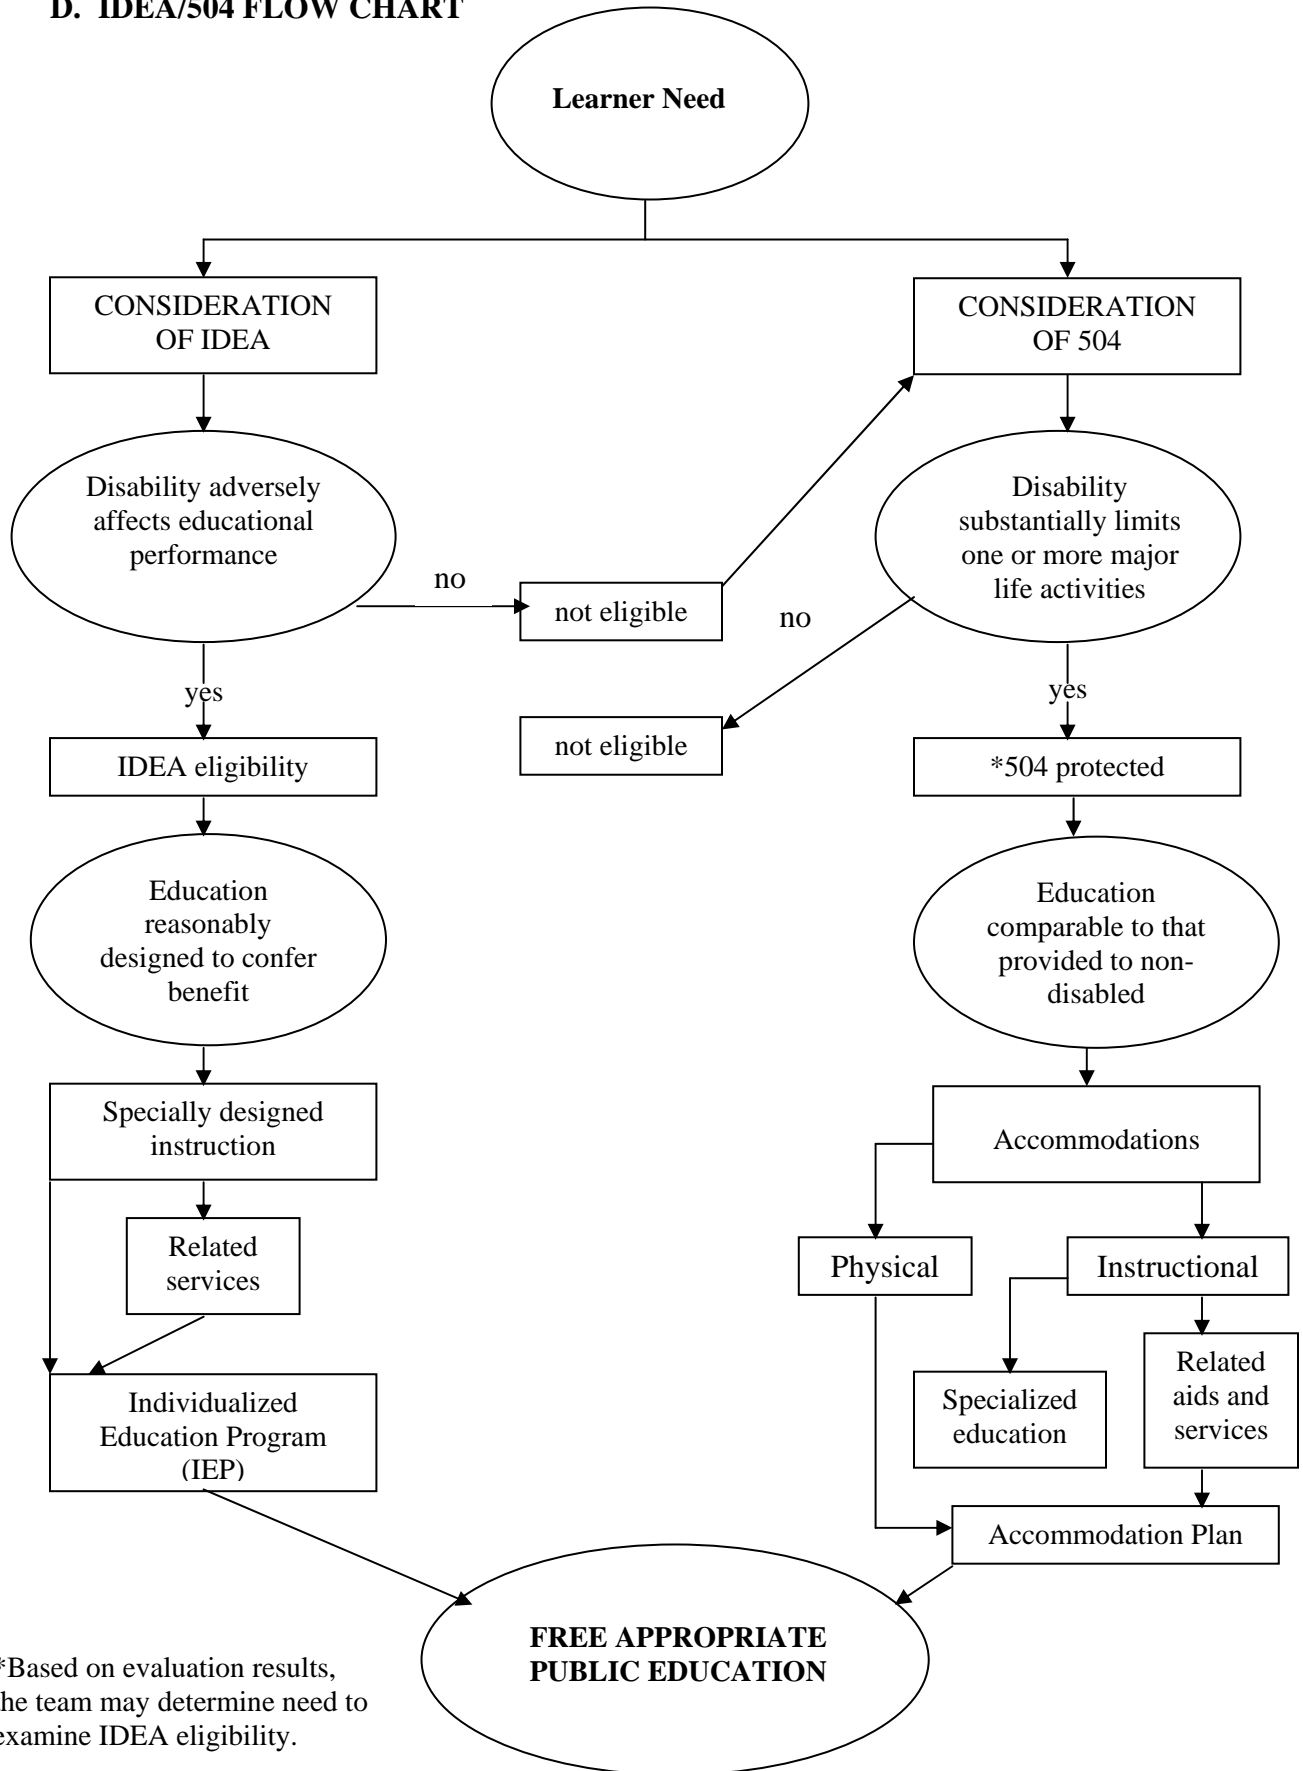 D. IDEA/504 FLOW CHART
Learner Need
CONSIDERATION
OF IDEA
CONSIDERATION
OF 504
Disability adversely
affects educational
performance
Disability
substantially limits
one or more major
life activities
no
not eligible
no
yes
yes
not eligible
IDEA eligibility
*504 protected
Education
reasonably
designed to confer
benefit
Education
comparable to that
provided to non-
disabled
Specially designed
instruction
Accommodations
Related
services
Physical
Instructional
Individualized
Education Program
(IEP)
Specialized
education
Related
aids and
services
Accommodation Plan
FREE APPROPRIATE
PUBLIC EDUCATION
*Based on evaluation results,
the team may determine need to
examine IDEA eligibility.